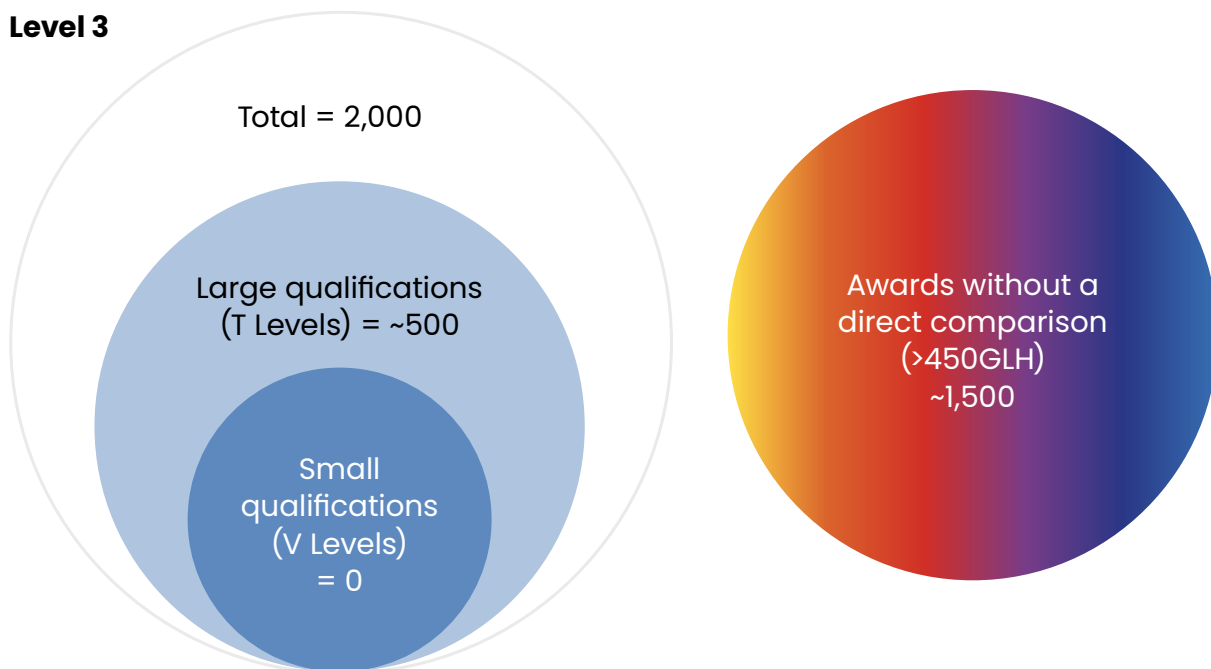 Level 3
Total = 2,000
Large qualifications
(T Levels) = ~500
Small
qualifications
(V Levels)
= 0
Awards without a
direct comparison
(>450GLH)
~1,500